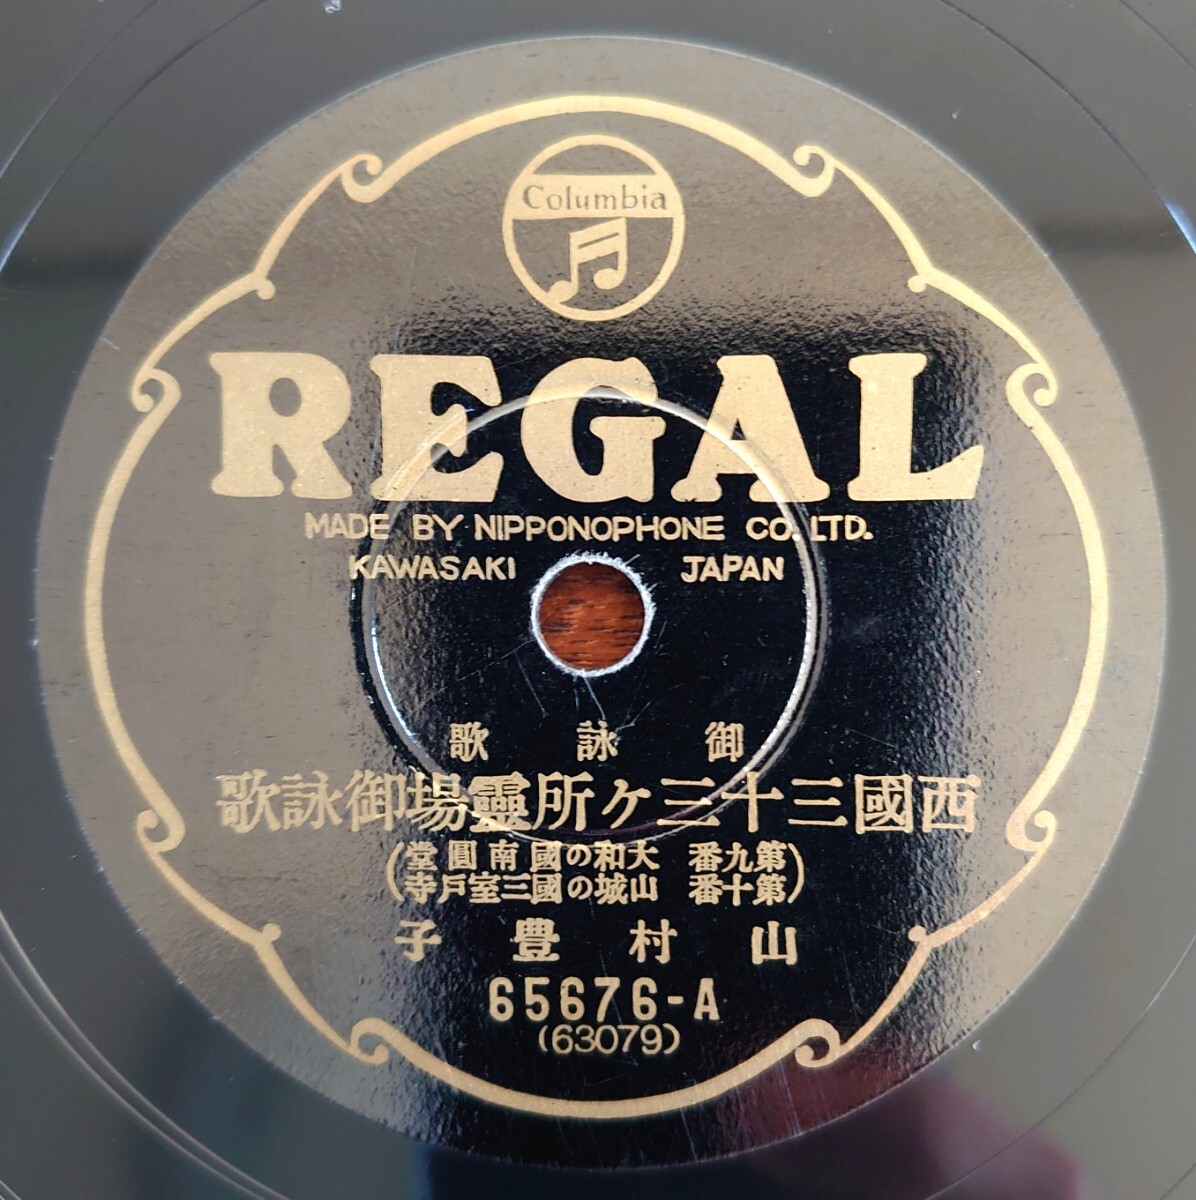 Columbia
REGAL
MADE BY NIPPONOPHONE CO. LTD.
KAWASAKI JAPAN
御詠歌
西國三十三ヶ所靈場御詠歌
(第九番 大和の國南圓堂)
(第十番 山城の國三室戸寺)
山村豊子
65676-A
(63079)